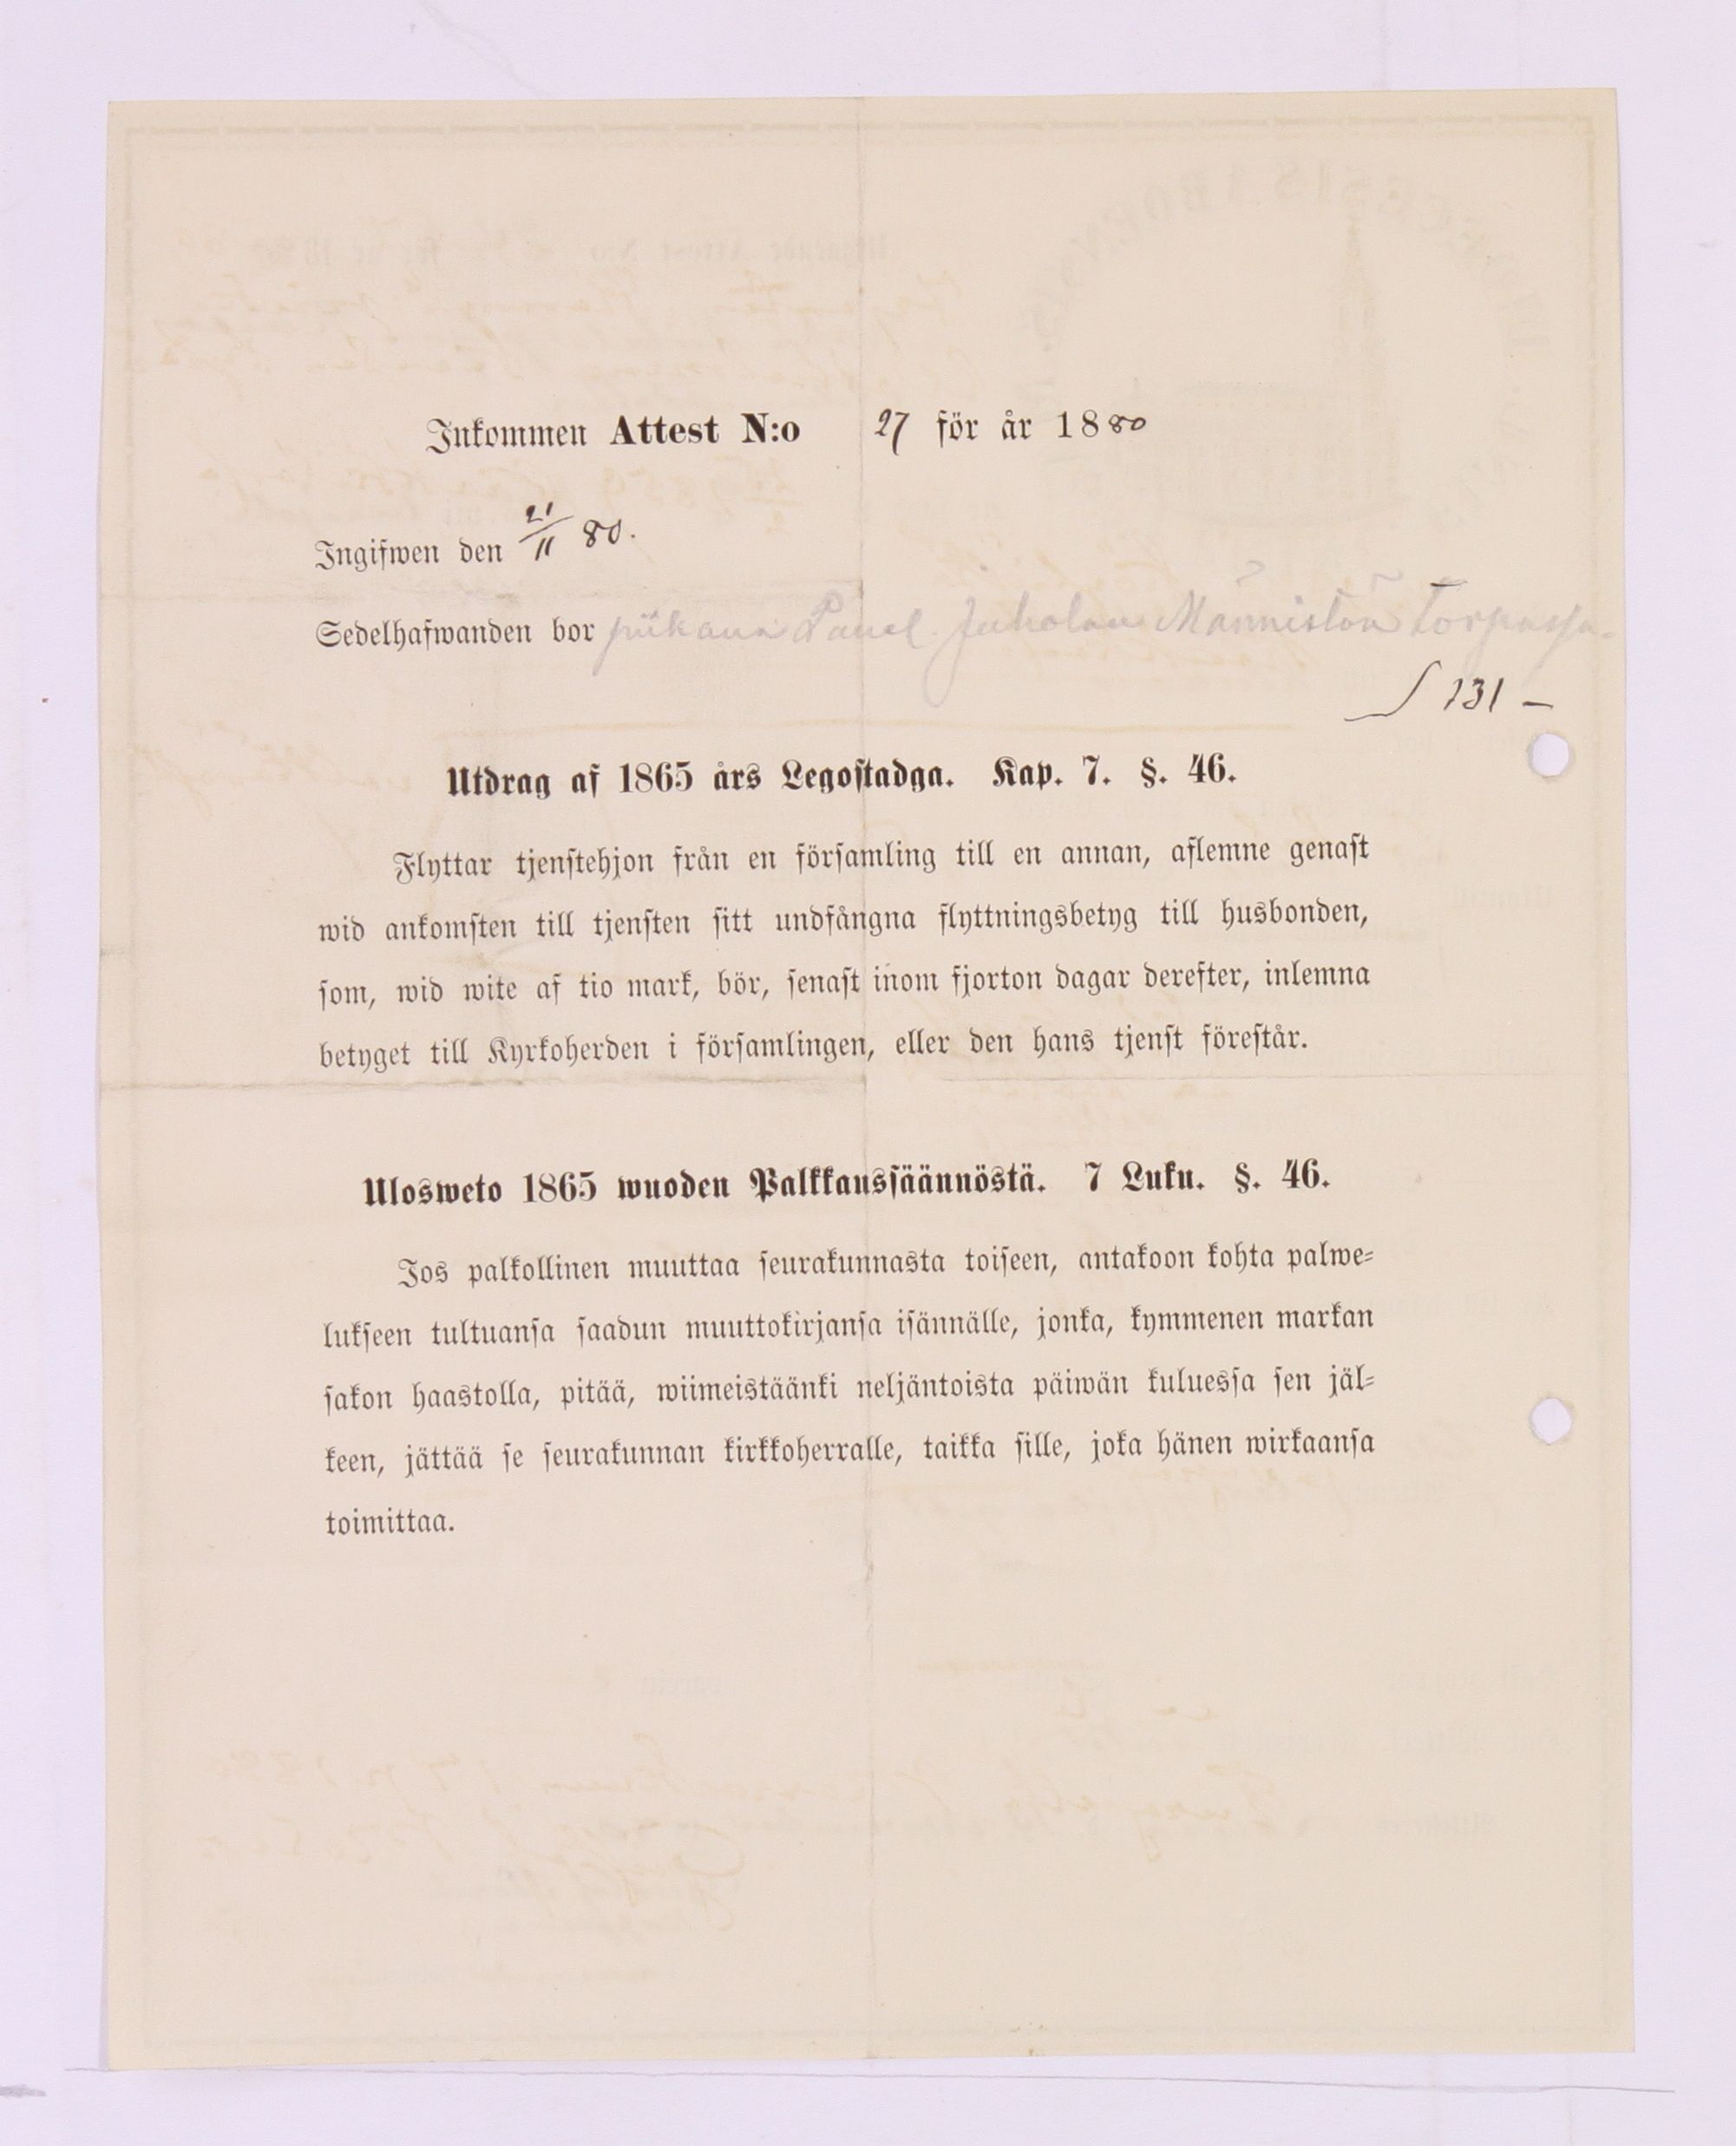 Inkommen Attest N:o 27 för år 1880
Ingifwen den 21/11 80.
Sedelhafwanden bor piikana Juholan Männistön torpassa.
131 –
Utdrag af 1865 års Legostadga. Kap. 7. §. 46.
Flyttar tjenstehjon från en församling till en annan, aflemne genast
wid ankomsten till tjensten sitt undfångna flyttningsbetyg till husbonden,
som, wid wite af tio mark, bör, senast inom fjorton dagar derefter, inlemna
betyget till Kyrkoherden i församlingen, eller den hans tjenst förestår.
Ulosweto 1865 wuoden Palkkaussäännöstä. 7 Luku. §. 46.
Jos palkollinen muuttaa seurakunnasta toiseen, antakoon kohta palwe=
lukseen tultuansa saadun muuttokirjansa isännälle, jonka, kymmenen markan
sakon haastolla, pitää, wiimeistäänki neljäntoista päiwän kuluessa sen jäl=
keen, jättää se seurakunnan kirkkoherralle, taikka sille, joka hänen wirkaansa
toimittaa.